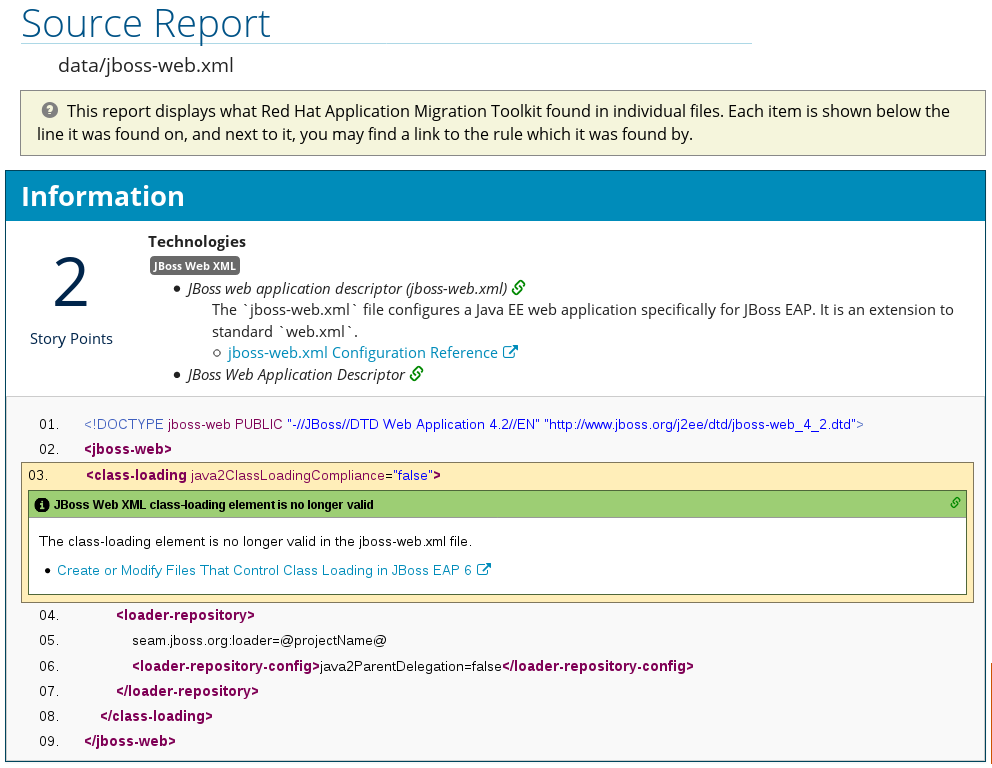 Source Report
data/jboss-web.xml
This report displays what Red Hat Application Migration Toolkit found in individual files. Each item is shown below the
line it was found on, and next to it, you may find a link to the rule which it was found by.
Information
2
Story Points
Technologies
JBoss Web XML
JBoss web application descriptor (jboss-web.xml)
The `jboss-web.xml` file configures a Java EE web application specifically for JBoss EAP. It is an extension to
standard `web.xml`.
jboss-web.xml Configuration Reference
JBoss Web Application Descriptor
01. <!DOCTYPE jboss-web PUBLIC "-//JBoss//DTD Web Application 4.2//EN" "http://www.jboss.org/j2ee/dtd/jboss-web_4_2.dtd">
02. <jboss-web>
03. <class-loading java2ClassLoadingCompliance="false">
JBoss Web XML class-loading element is no longer valid
The class-loading element is no longer valid in the jboss-web.xml file.
Create or Modify Files That Control Class Loading in JBoss EAP 6
04. <loader-repository>
05. seam.jboss.org:loader=@projectName@
06. <loader-repository-config>java2ParentDelegation=false</loader-repository-config>
07. </loader-repository>
08. </class-loading>
09. </jboss-web>